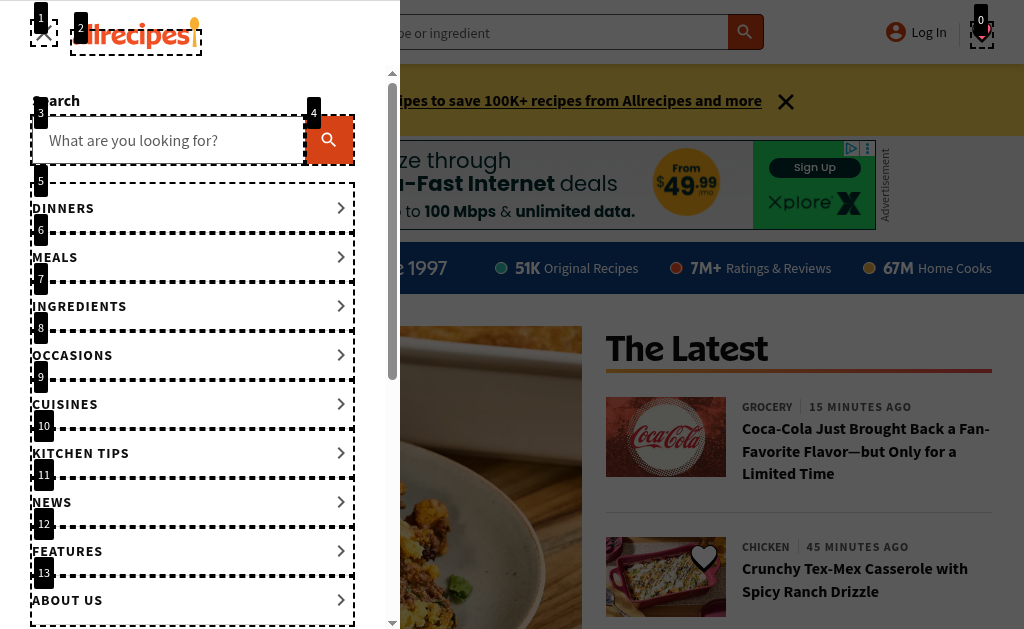 1
2
Allrecipes
0
pe or ingredient
Log In
Search
3
4
What are you looking for?
ipes to save 100K+ recipes from Allrecipes and more
5
DINNERS
6
MEALS
7
INGREDIENTS
8
OCCASIONS
9
CUISINES
10
KITCHEN TIPS
11
NEWS
12
FEATURES
13
ABOUT US
ze through
a-Fast Internet deals
to 100 Mbps & unlimited data.
From
$49.99
/mo
Sign Up
Xplore X
Advertisement
e 1997
51K Original Recipes
7M+ Ratings & Reviews
67M Home Cooks
The Latest
Coca-Cola
GROCERY
15 MINUTES AGO
Coca-Cola Just Brought Back a Fan-
Favorite Flavor—but Only for a
Limited Time
CHICKEN
45 MINUTES AGO
Crunchy Tex-Mex Casserole with
Spicy Ranch Drizzle